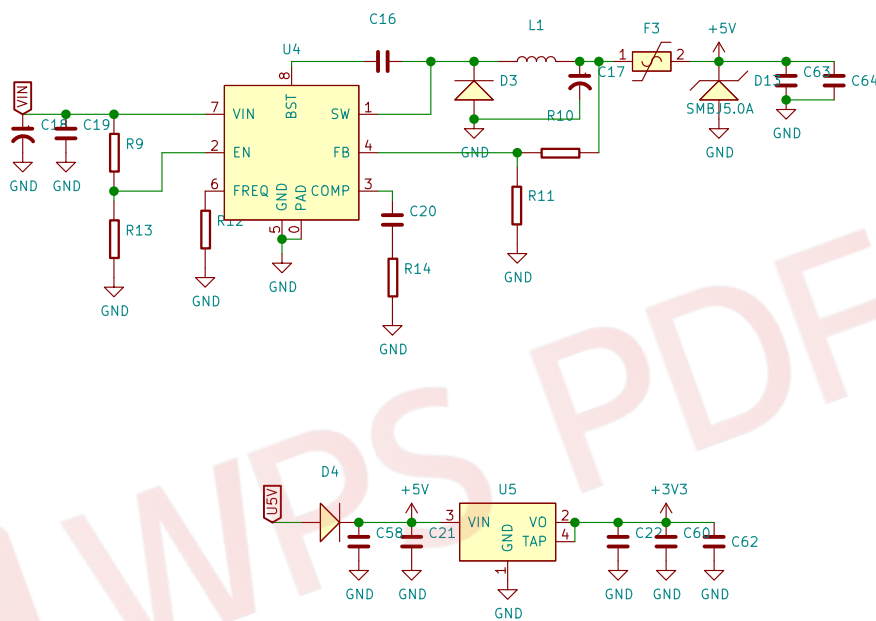 C16
L1
F3
+5V
U4
8
1
2
VIN
C18
C19
7
VIN
BST
SW
1
D3
C17
D13
C63
C64
SMBJ5.0A
R10
GND
R9
2
EN
FB
4
GND
GND
GND
GND
6
FREQ
GND
PAD
COMP
3
R11
R13
R12
5
0
C20
R14
GND
GND
GND
GND
GND
WPS PDF
D4
U5V
+5V
U5
+3V3
3
VIN
GND
VO
2
TAP
4
C58
C21
C22
C60
C62
1
GND
GND
GND
GND
GND
GND